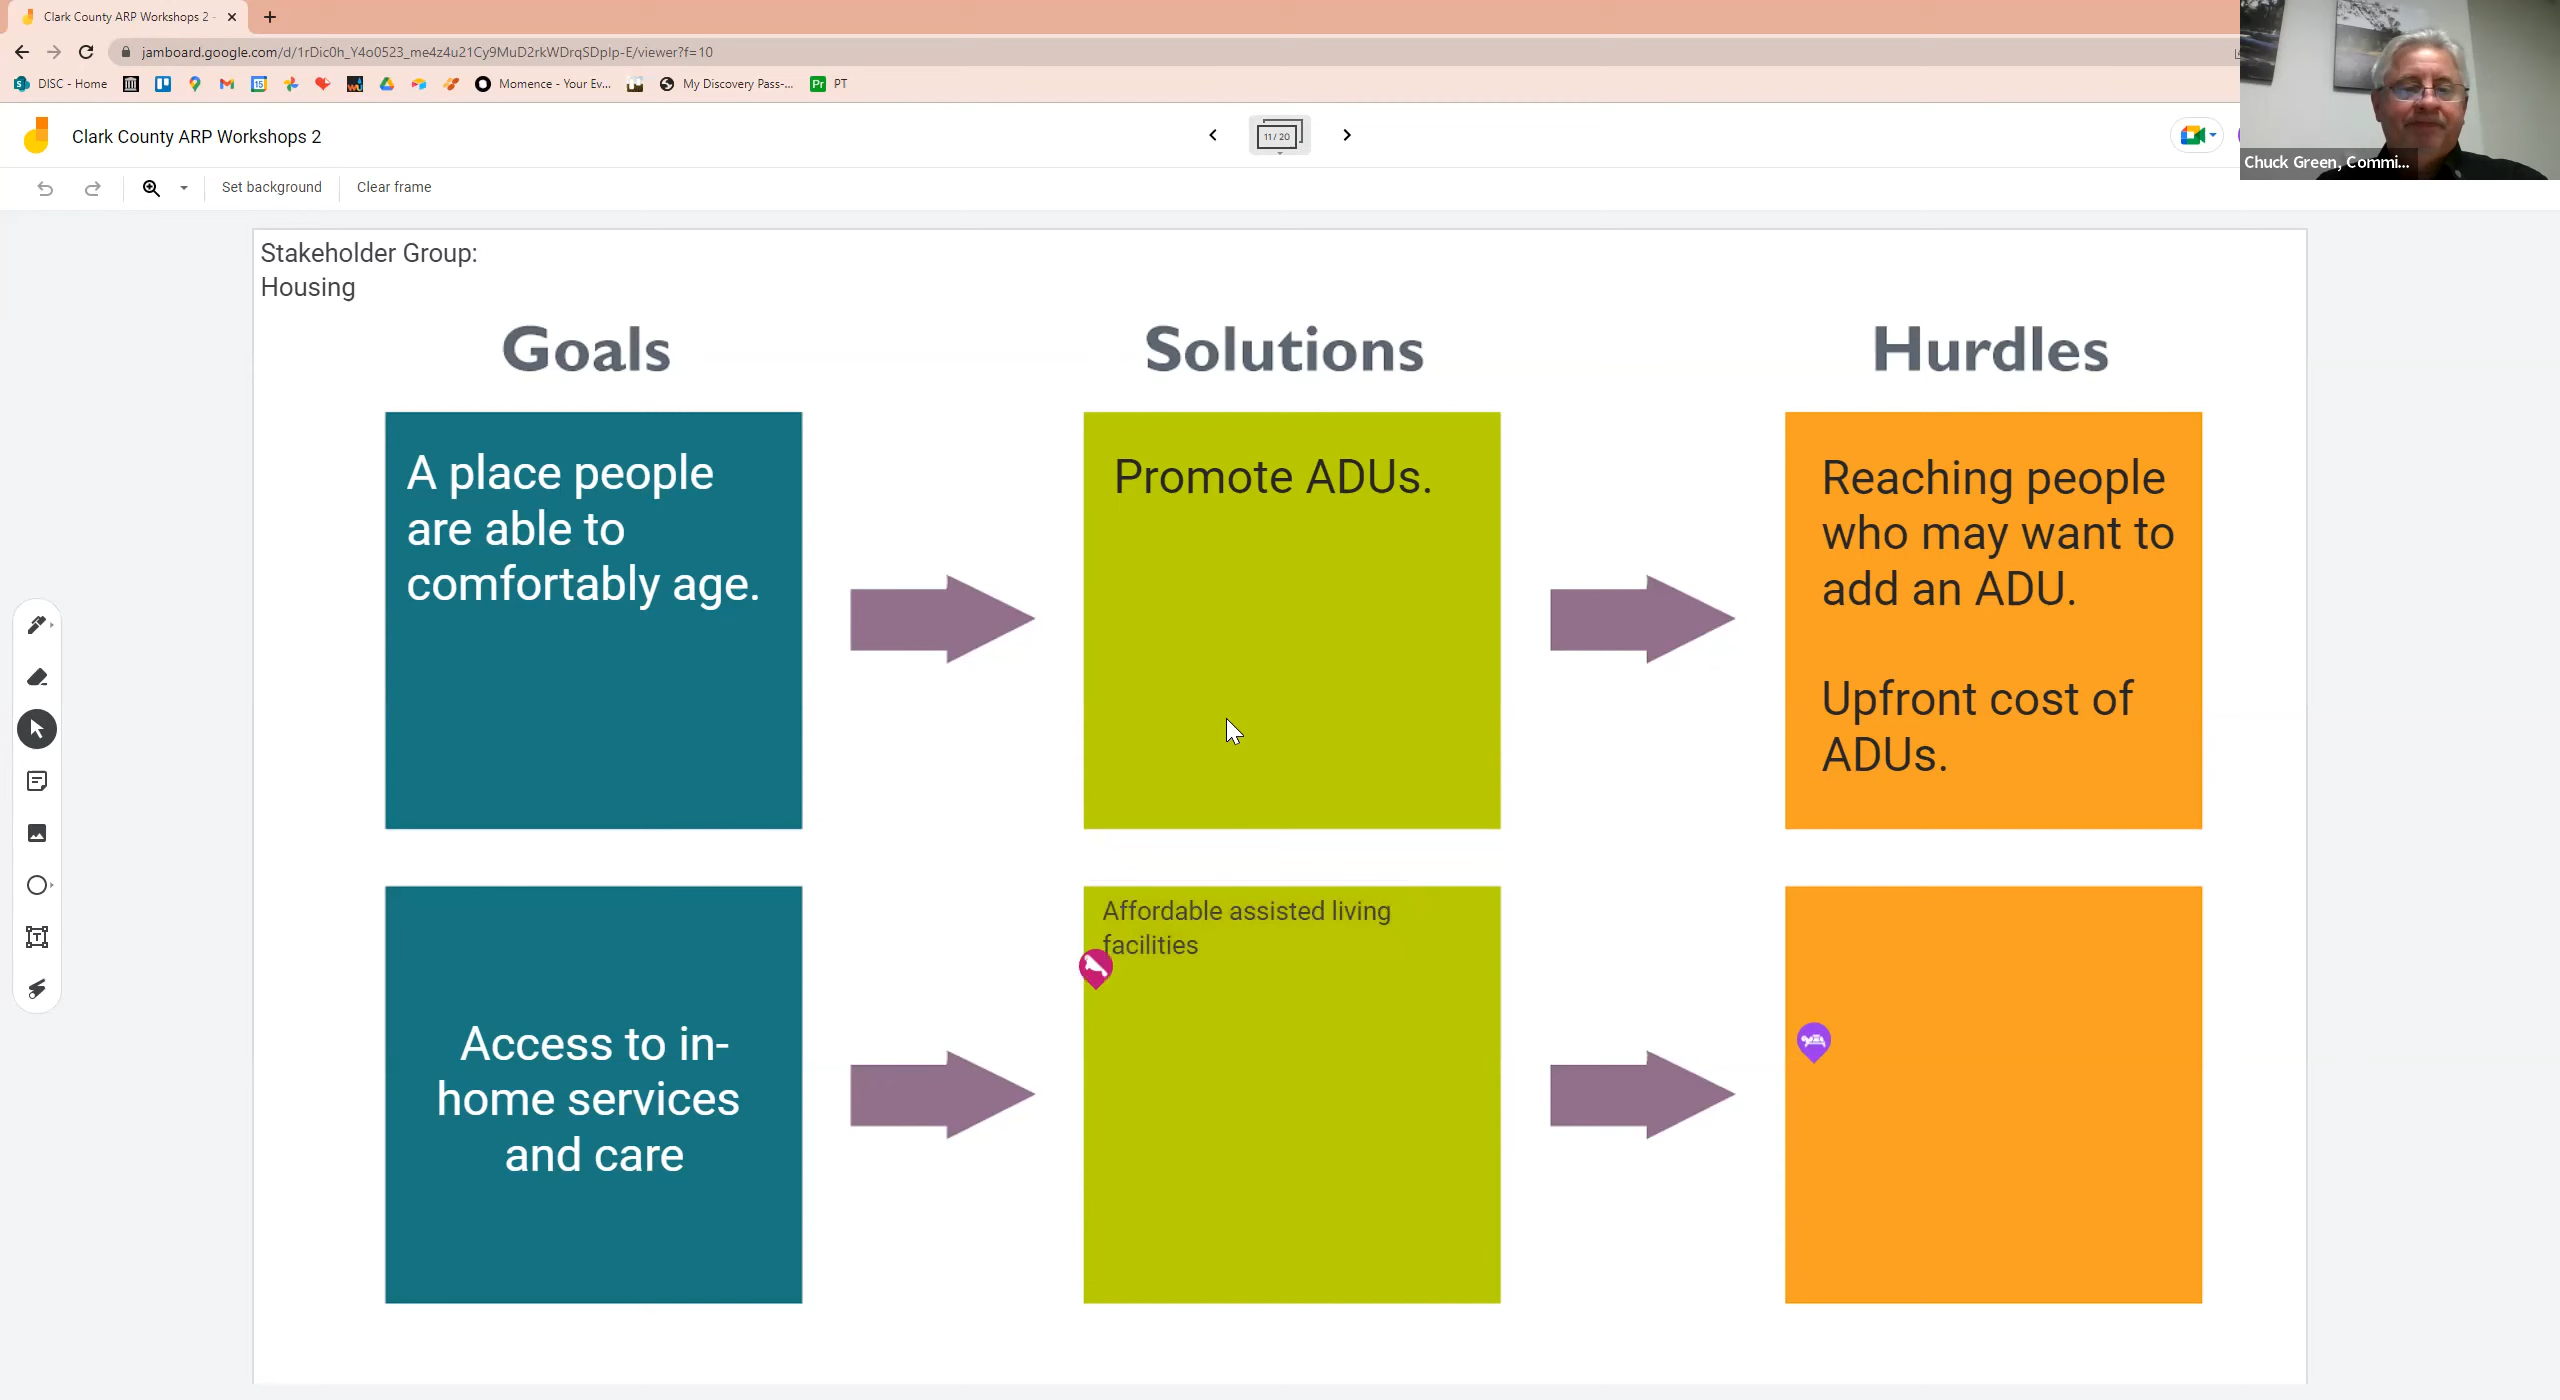 Clark County ARP Workshops 2 -
jamboard.google.com/d/1rDic0h_Y4o0523_me4z4u21Cy9MuD2rkWDrqSDpIp-E/viewer?f=10
DISC - Home
15
Momence - Your Ev...
My Discovery Pass-...
Pr PT
Clark County ARP Workshops 2
11 / 20
Chuck Green, Commi...
Set background
Clear frame
Stakeholder Group:
Housing
Goals
Solutions
Hurdles
A place people
are able to
comfortably age.
Promote ADUs.
Reaching people
who may want to
add an ADU.
Upfront cost of
ADUs.
Access to in-
home services
and care
Affordable assisted living
facilities